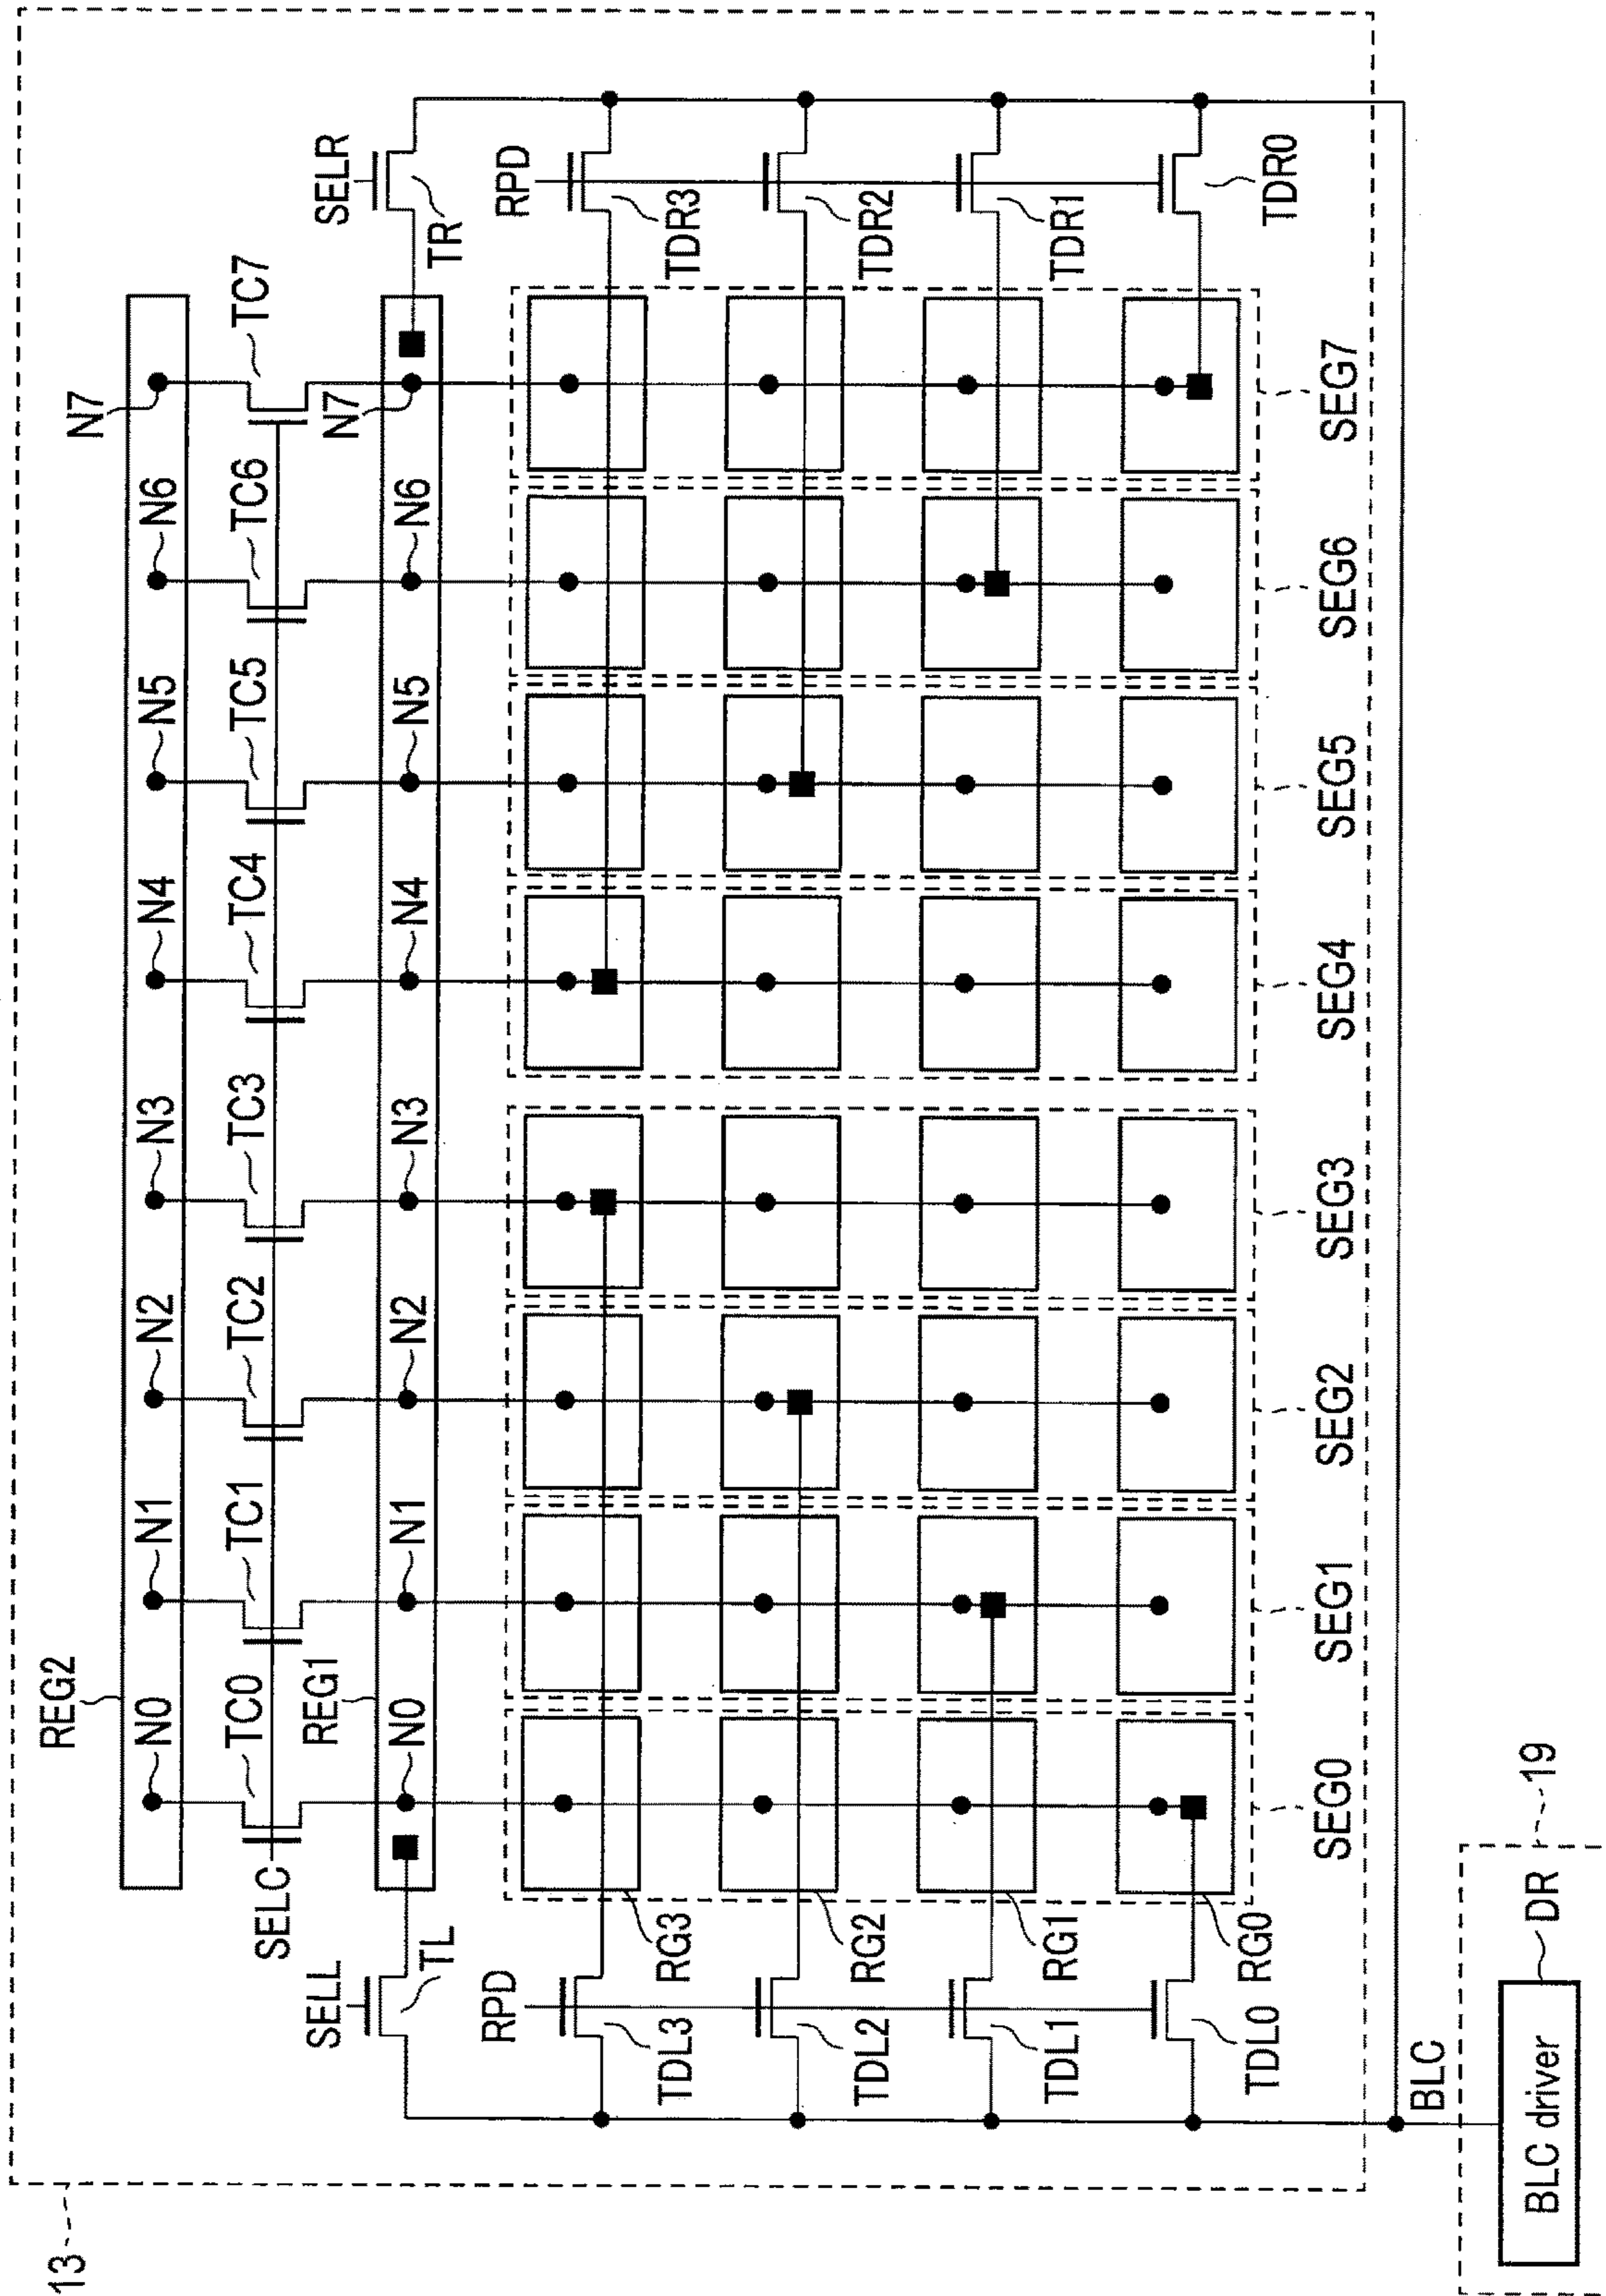 13
REG2
N0
N1
N2
N3
N4
N5
N6
N7
TC0
TC1
TC2
TC3
TC4
TC5
TC6
TC7
SELC
REG1
N0
N1
N2
N3
N4
N5
N6
N7
SELL
TL
SELR
TR
RPD
RPD
TDL3
RG3
TDR3
TDL2
RG2
TDR2
TDL1
RG1
TDR1
TDL0
RG0
TDR0
SEG0
SEG1
SEG2
SEG3
SEG4
SEG5
SEG6
SEG7
BLC
19
DR
BLC driver